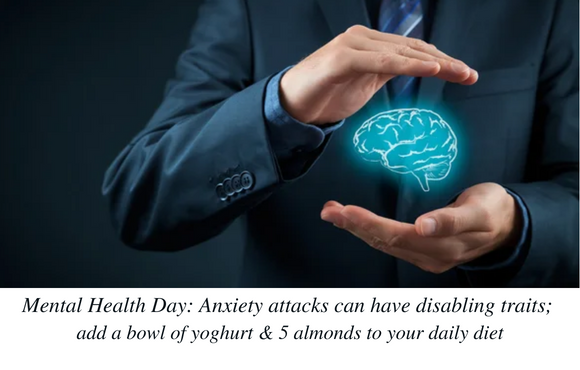 Mental Health Day: Anxiety attacks can have disabling traits;
add a bowl of yoghurt & 5 almonds to your daily diet